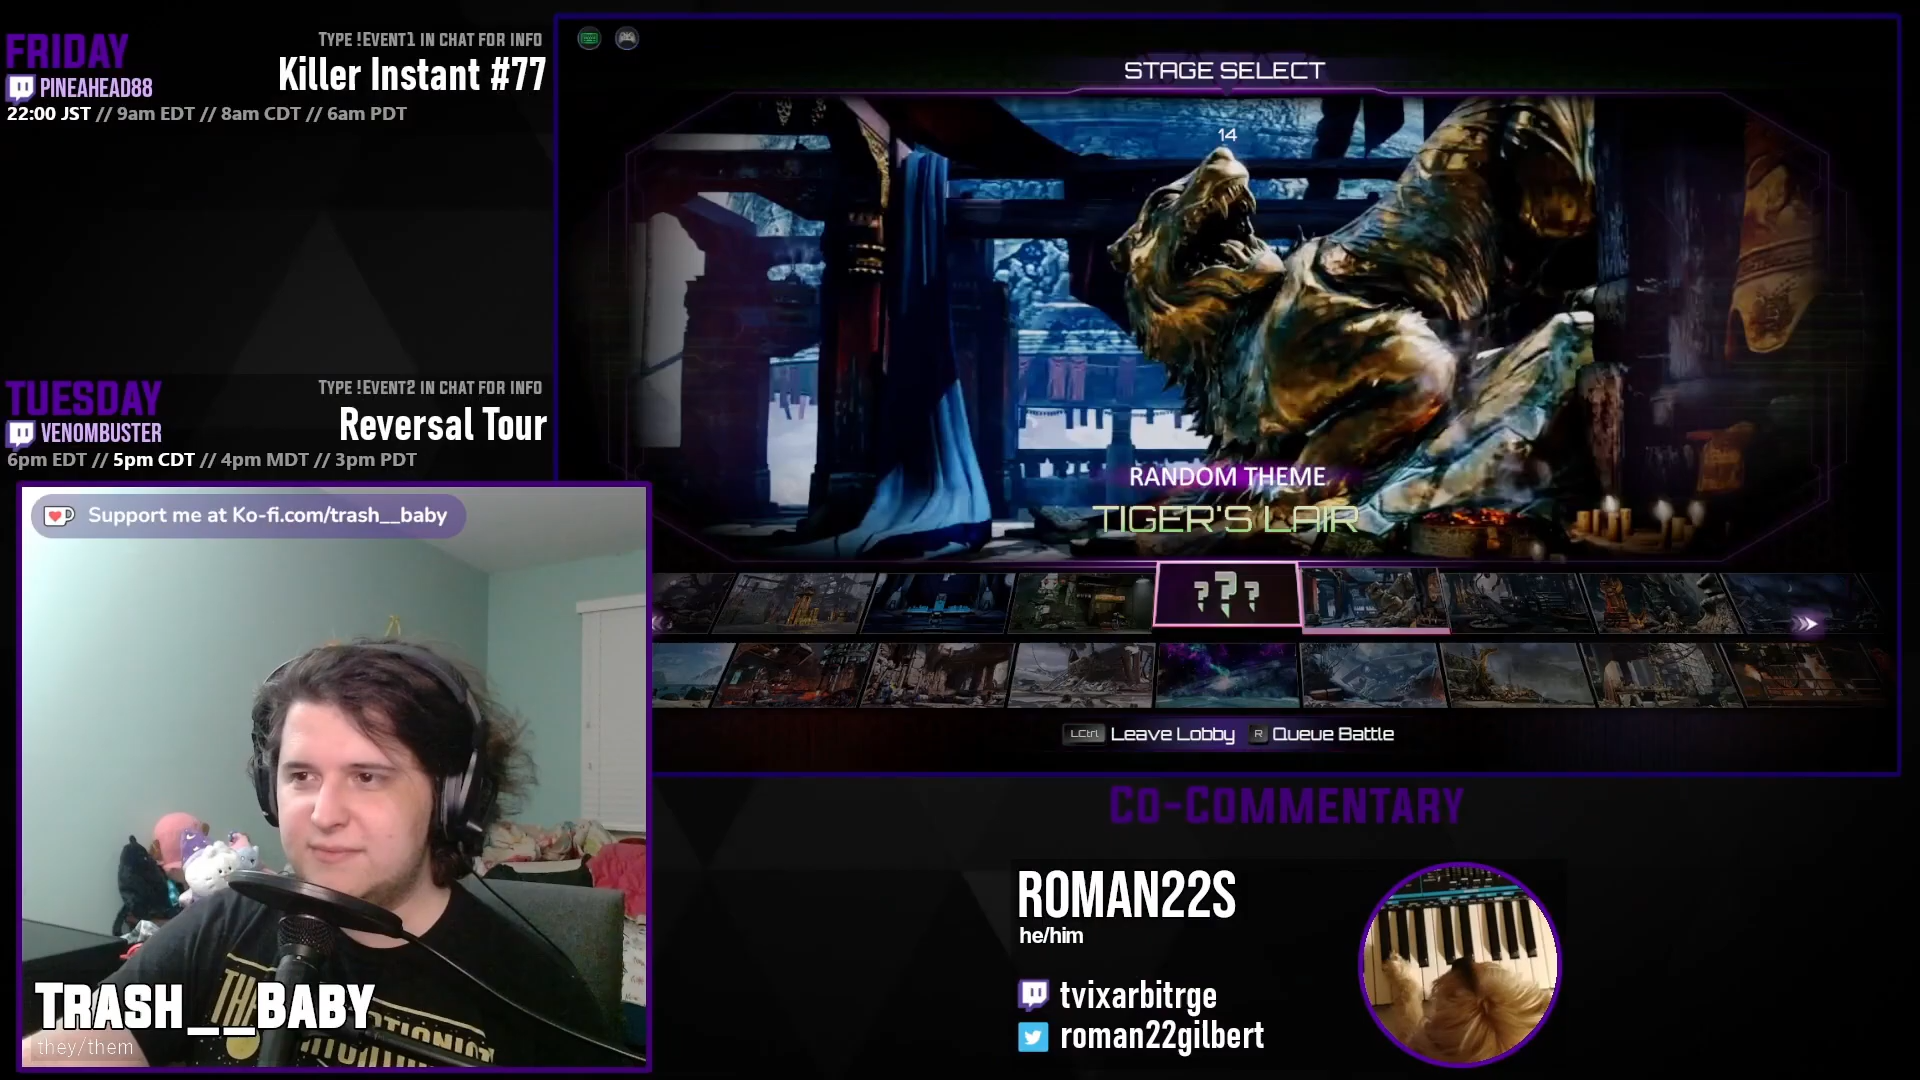 FRIDAY
PINEAHEAD88
TYPE !EVENT1 IN CHAT FOR INFO
Killer Instant #77
22:00 JST // 9am EDT // 8am CDT // 6am PDT
TUESDAY
VENOMBUSTER
TYPE !EVENT2 IN CHAT FOR INFO
Reversal Tour
6pm EDT // 5pm CDT // 4pm MDT // 3pm PDT
Support me at Ko-fi.com/trash__baby
TRASH__BABY
they/them
STAGE SELECT
14
RANDOM THEME
TIGER'S LAIR
???
LCtrl Leave Lobby R Queue Battle
CO-COMMENTARY
ROMAN22S
he/him
tvixarbitrge
roman22gilbert